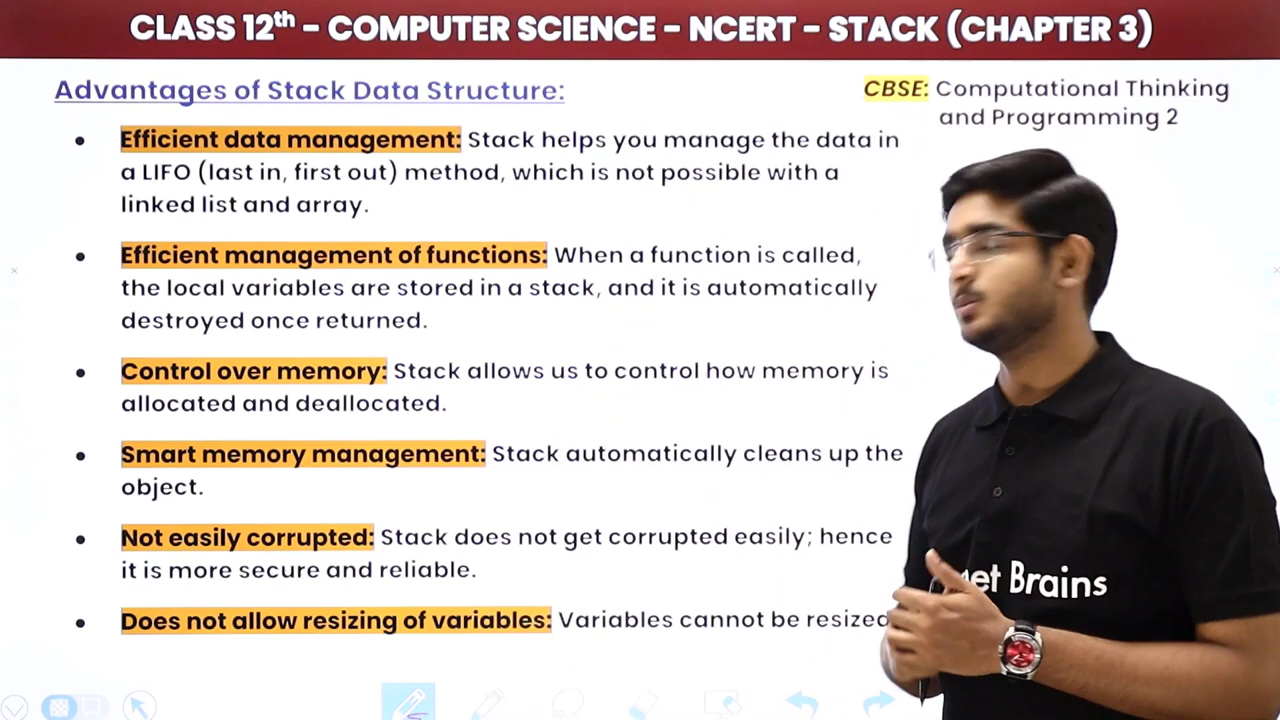 CLASS 12th - COMPUTER SCIENCE - NCERT - STACK (CHAPTER 3)
Advantages of Stack Data Structure:
CBSE: Computational Thinking
and Programming 2
• Efficient data management: Stack helps you manage the data in
a LIFO (last in, first out) method, which is not possible with a
linked list and array.
• Efficient management of functions: When a function is called,
the local variables are stored in a stack, and it is automatically
destroyed once returned.
• Control over memory: Stack allows us to control how memory is
allocated and deallocated.
• Smart memory management: Stack automatically cleans up the
object.
• Not easily corrupted: Stack does not get corrupted easily; hence
it is more secure and reliable.
• Does not allow resizing of variables: Variables cannot be resized
Brains